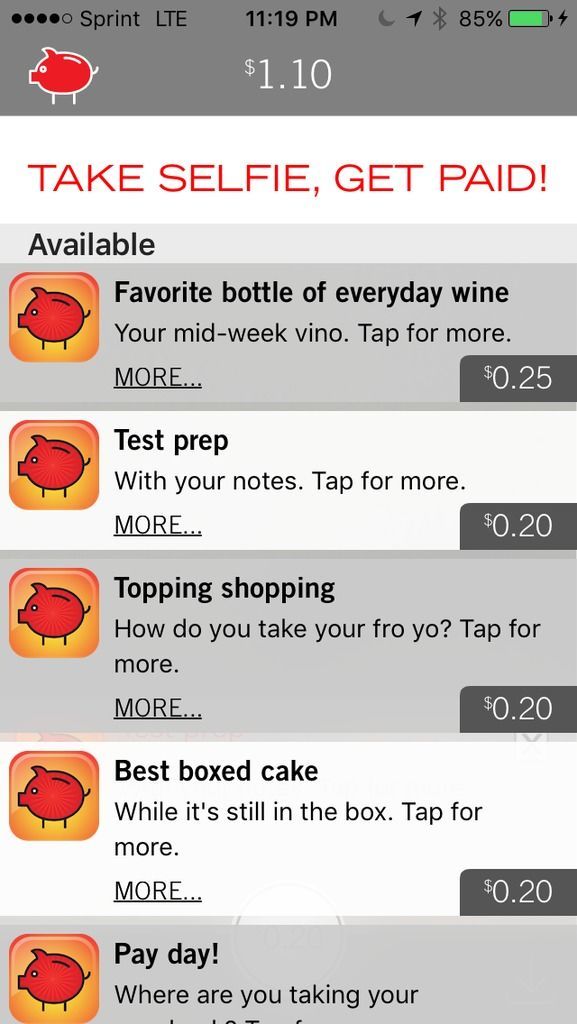 Sprint LTE 11:19 PM 85%
$1.10
TAKE SELFIE, GET PAID!
Available
Favorite bottle of everyday wine
Your mid-week vino. Tap for more.
MORE...
$0.25
Test prep
With your notes. Tap for more.
MORE...
$0.20
Topping shopping
How do you take your fro yo? Tap for
more.
MORE...
$0.20
Best boxed cake
While it's still in the box. Tap for
more.
MORE...
$0.20
Pay day!
Where are you taking your